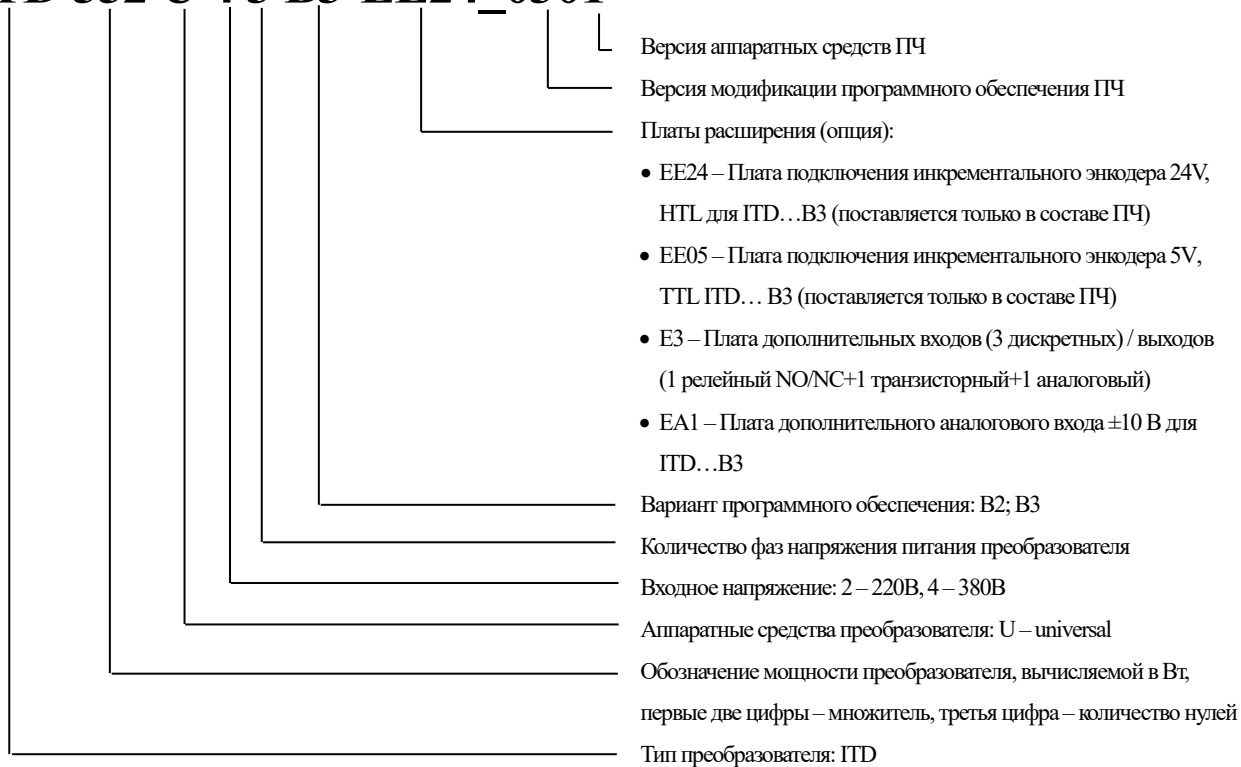 Версия аппаратных средств ПЧ
Версия модификации программного обеспечения ПЧ
Платы расширения (опция):
• EE24 – Плата подключения инкрементального энкодера 24V,
HTL для ITD…B3 (поставляется только в составе ПЧ)
• EE05 – Плата подключения инкрементального энкодера 5V,
TTL ITD… B3 (поставляется только в составе ПЧ)
• E3 – Плата дополнительных входов (3 дискретных) / выходов
(1 релейный NO/NC+1 транзисторный+1 аналоговый)
• EA1 – Плата дополнительного аналогового входа ±10 В для
ITD…B3
Вариант программного обеспечения: B2; B3
Количество фаз напряжения питания преобразователя
Входное напряжение: 2 – 220В, 4 – 380В
Аппаратные средства преобразователя: U – universal
Обозначение мощности преобразователя, вычисляемой в Вт,
первые две цифры – множитель, третья цифра – количество нулей
Тип преобразователя: ITD